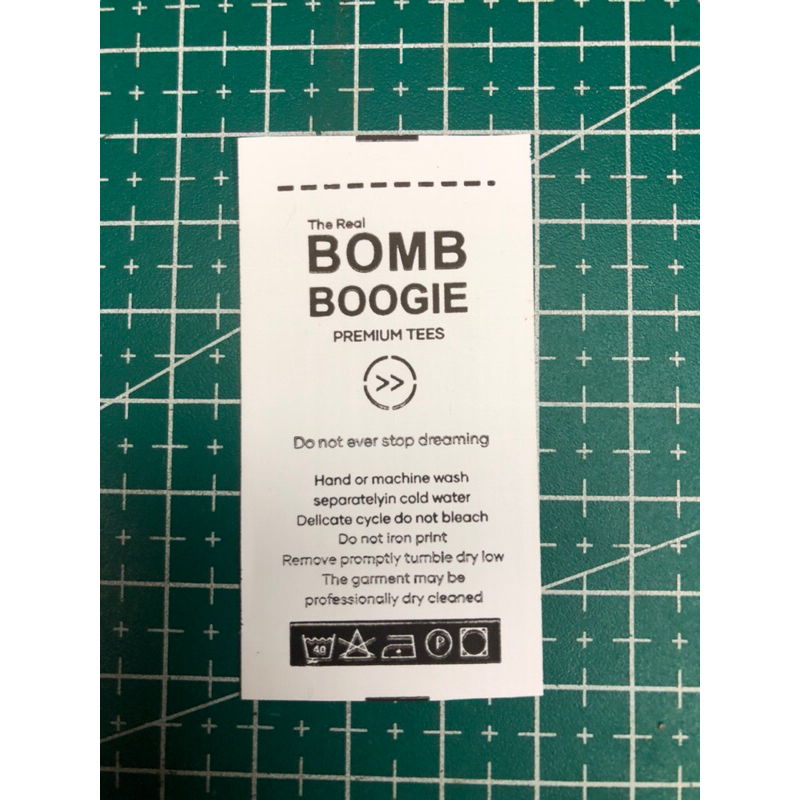 The Real
BOMB
BOOGIE
PREMIUM TEES
>>
Do not ever stop dreaming
Hand or machine wash
separatelyin cold water
Delicate cycle do not bleach
Do not iron print
Remove promptly tumble dry low
The garment may be
professionally dry cleaned
40 P